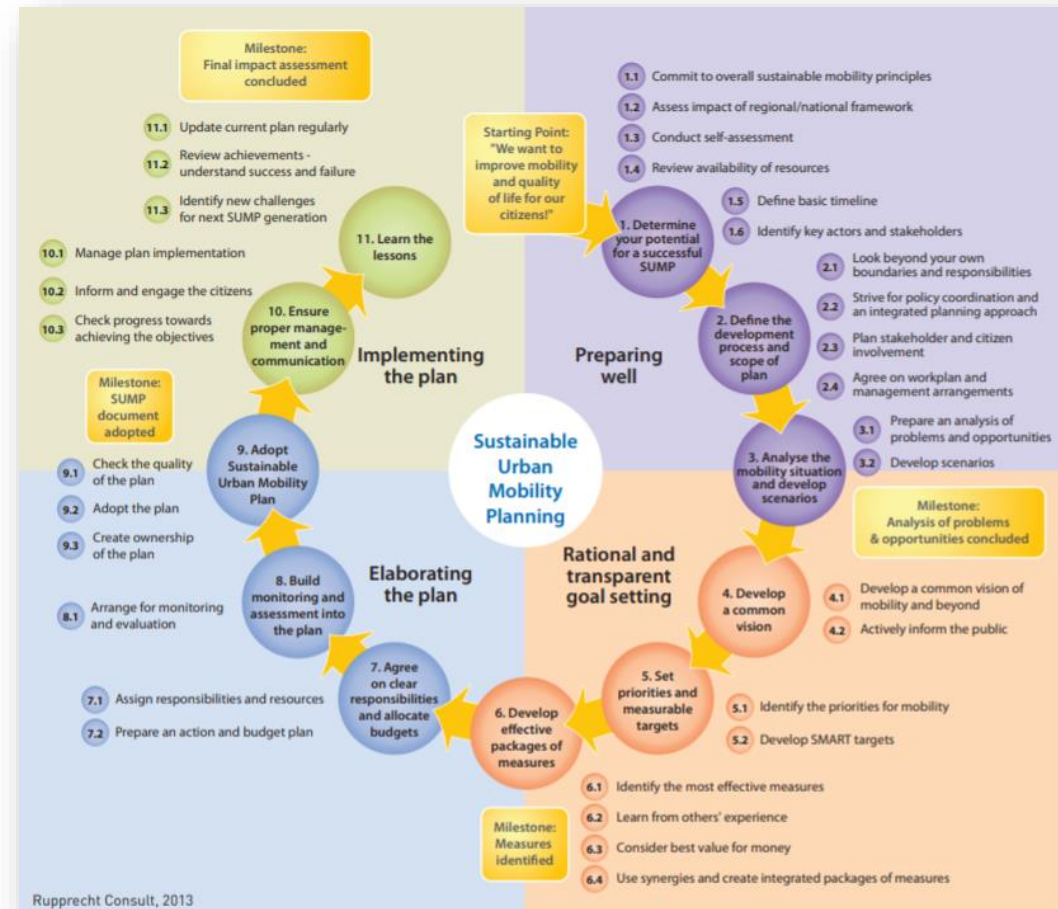 Milestone:
Final impact assessment
concluded
11.1 Update current plan regularly
11.2 Review achievements -
understand success and failure
11.3 Identify new challenges
for next SUMP generation
10.1 Manage plan implementation
10.2 Inform and engage the citizens
10.3 Check progress towards
achieving the objectives
11. Learn the
lessons
10. Ensure
proper manage-
ment and
communication
Implementing
the plan
Starting Point:
"We want to
improve mobility
and quality
of life for our
citizens!"
1.1 Commit to overall sustainable mobility principles
1.2 Assess impact of regional/national framework
1.3 Conduct self-assessment
1.4 Review availability of resources
1.5 Define basic timeline
1.6 Identify key actors and stakeholders
1. Determine
your potential
for a successful
SUMP
2.1 Look beyond your own
boundaries and responsibilities
2.2 Strive for policy coordination and
an integrated planning approach
2.3 Plan stakeholder and citizen
involvement
2.4 Agree on workplan and
management arrangements
2. Define the
development
process and
scope of
plan
Preparing
well
3.1 Prepare an analysis of
problems and opportunities
3.2 Develop scenarios
3. Analyse the
mobility situation
and develop
scenarios
Milestone:
Analysis of problems
& opportunities concluded
Sustainable
Urban
Mobility
Planning
Rational and
transparent
goal setting
4. Develop
a common
vision
4.1 Develop a common vision of
mobility and beyond
4.2 Actively inform the public
5. Set
priorities and
measurable
targets
5.1 Identify the priorities for mobility
5.2 Develop SMART targets
6. Develop
effective
packages of
measures
6.1 Identify the most effective measures
6.2 Learn from others' experience
6.3 Consider best value for money
6.4 Use synergies and create integrated packages of measures
Milestone:
Measures
identified
Elaborating
the plan
7. Agree
on clear
responsibilities
and allocate
budgets
7.1 Assign responsibilities and resources
7.2 Prepare an action and budget plan
8. Build
monitoring and
assessment into
the plan
8.1 Arrange for monitoring
and evaluation
9. Adopt
Sustainable
Urban Mobility
Plan
9.1 Check the quality
of the plan
9.2 Adopt the plan
9.3 Create ownership
of the plan
Milestone:
SUMP
document
adopted
Rupprecht Consult, 2013